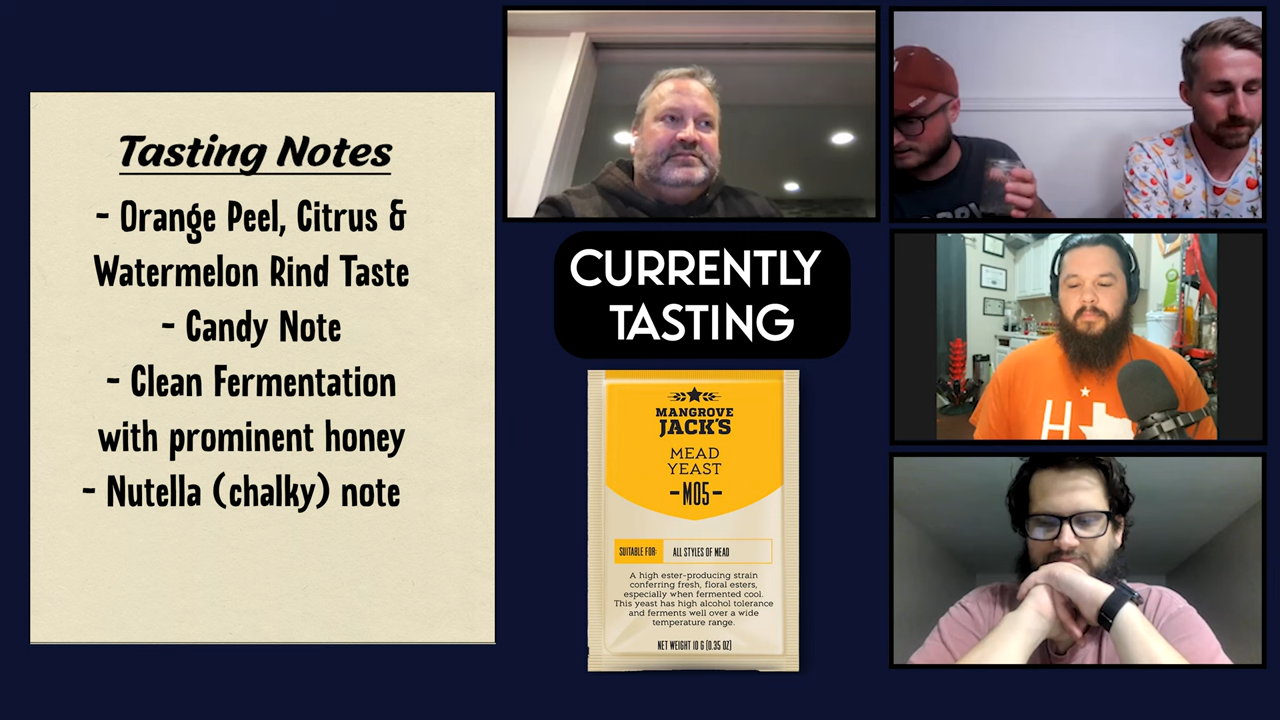 Tasting Notes
- Orange Peel, Citrus &
Watermelon Rind Taste
- Candy Note
- Clean Fermentation
with prominent honey
- Nutella (chalky) note
CURRENTLY
TASTING
MANGROVE
JACK'S
MEAD
YEAST
-M05-
SUITABLE FOR: ALL STYLES OF MEAD
A high ester-producing strain
conferring fresh, floral esters,
especially when fermented cool.
This yeast has high alcohol tolerance
and ferments well over a wide
temperature range.
NET WEIGHT 10 G (0.35 OZ)
H